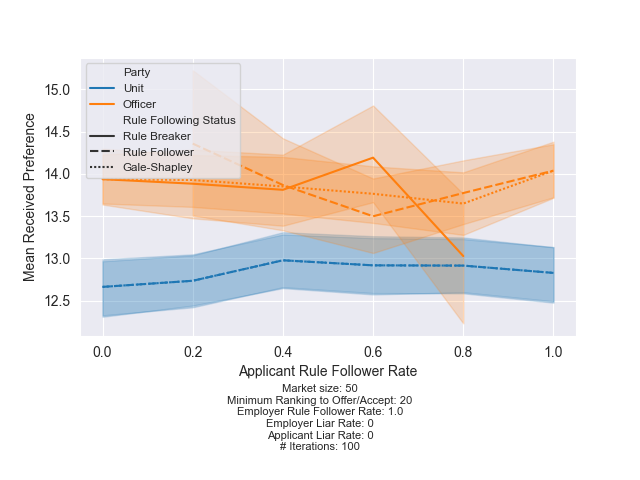 Party
Unit
Officer
Rule Following Status
Rule Breaker
Rule Follower
Gale-Shapley
15.0
14.5
14.0
13.5
13.0
12.5
Mean Received Preference
0.0 0.2 0.4 0.6 0.8 1.0
Applicant Rule Follower Rate
Market size: 50
Minimum Ranking to Offer/Accept: 20
Employer Rule Follower Rate: 1.0
Employer Liar Rate: 0
Applicant Liar Rate: 0
# Iterations: 100